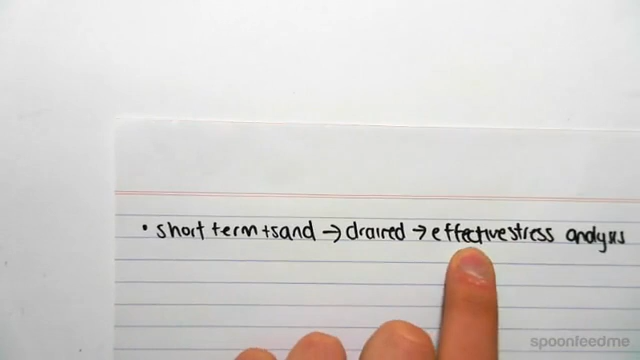 • short term + sand → drained → effective stress analysis
spoonfeedme